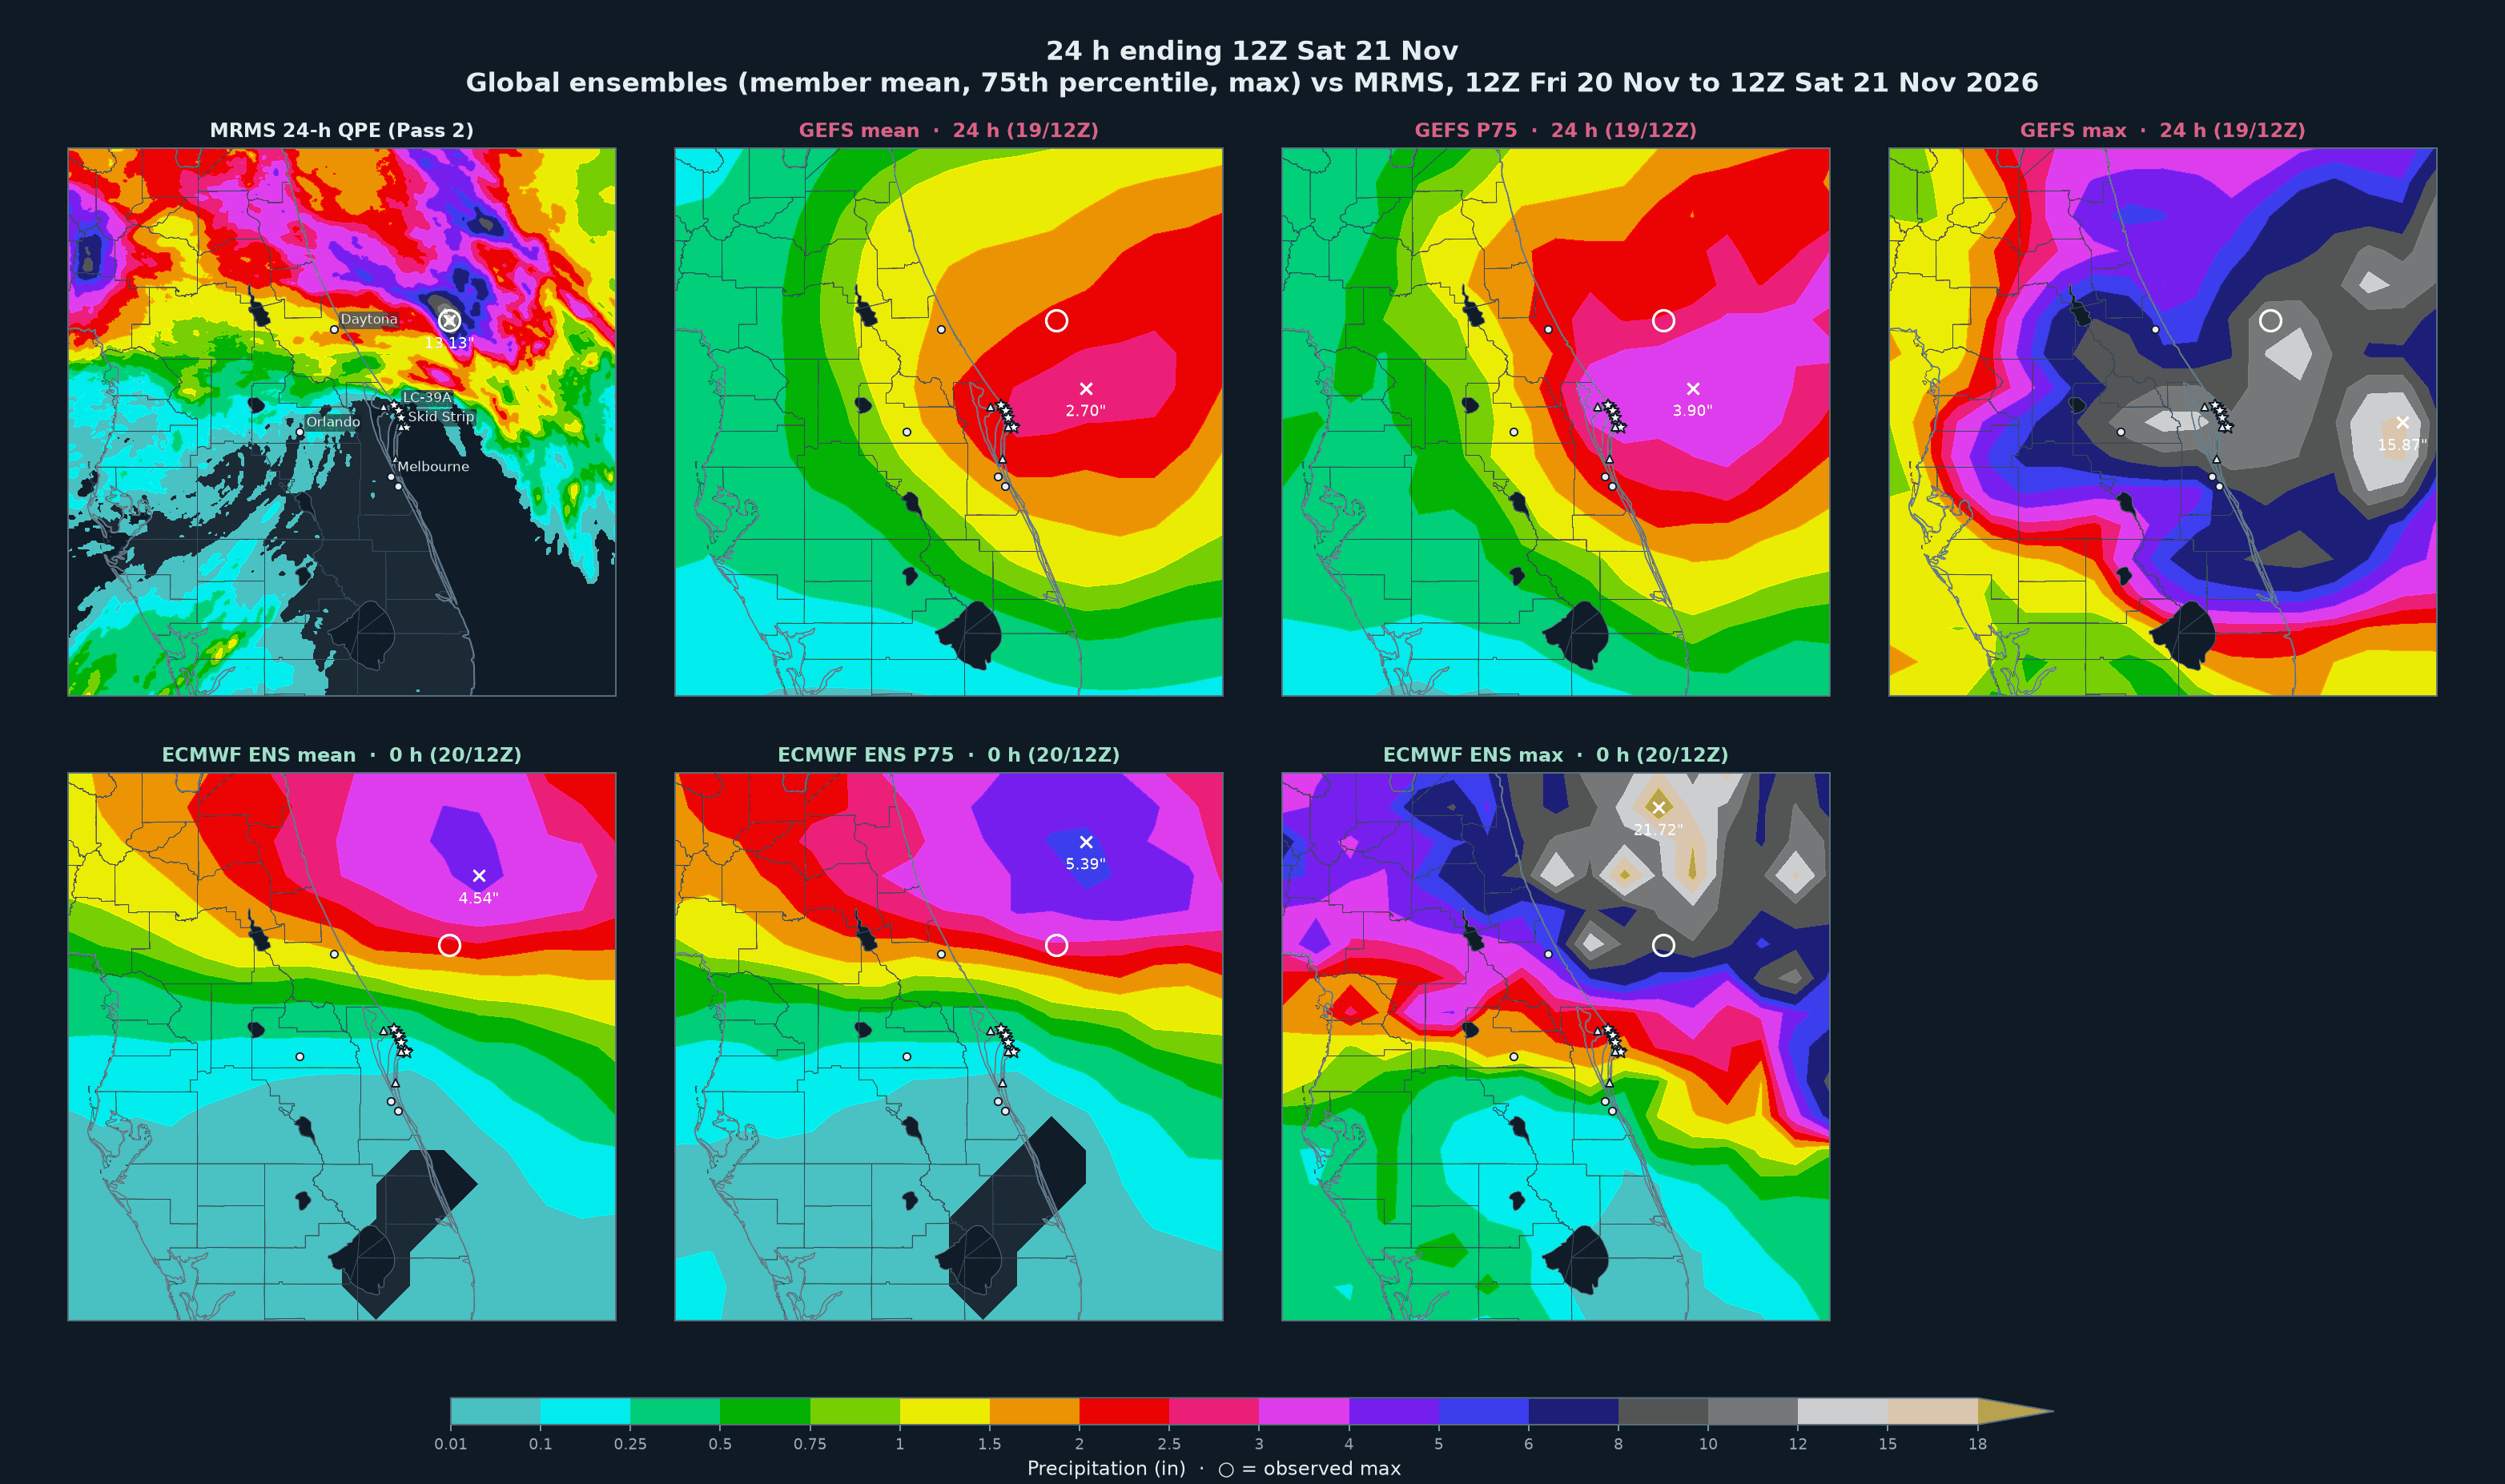 24 h ending 12Z Sat 21 Nov
Global ensembles (member mean, 75th percentile, max) vs MRMS, 12Z Fri 20 Nov to 12Z Sat 21 Nov 2026
MRMS 24-h QPE (Pass 2)
GEFS mean · 24 h (19/12Z)
GEFS P75 · 24 h (19/12Z)
GEFS max · 24 h (19/12Z)
Daytona
13.13"
LC-39A
Skid Strip
Orlando
Melbourne
2.70"
3.90"
15.87"
ECMWF ENS mean · 0 h (20/12Z)
ECMWF ENS P75 · 0 h (20/12Z)
ECMWF ENS max · 0 h (20/12Z)
4.54"
5.39"
21.72"
0.01 0.1 0.25 0.5 0.75 1 1.5 2 2.5 3 4 5 6 8 10 12 15 18
Precipitation (in) · ○ = observed max